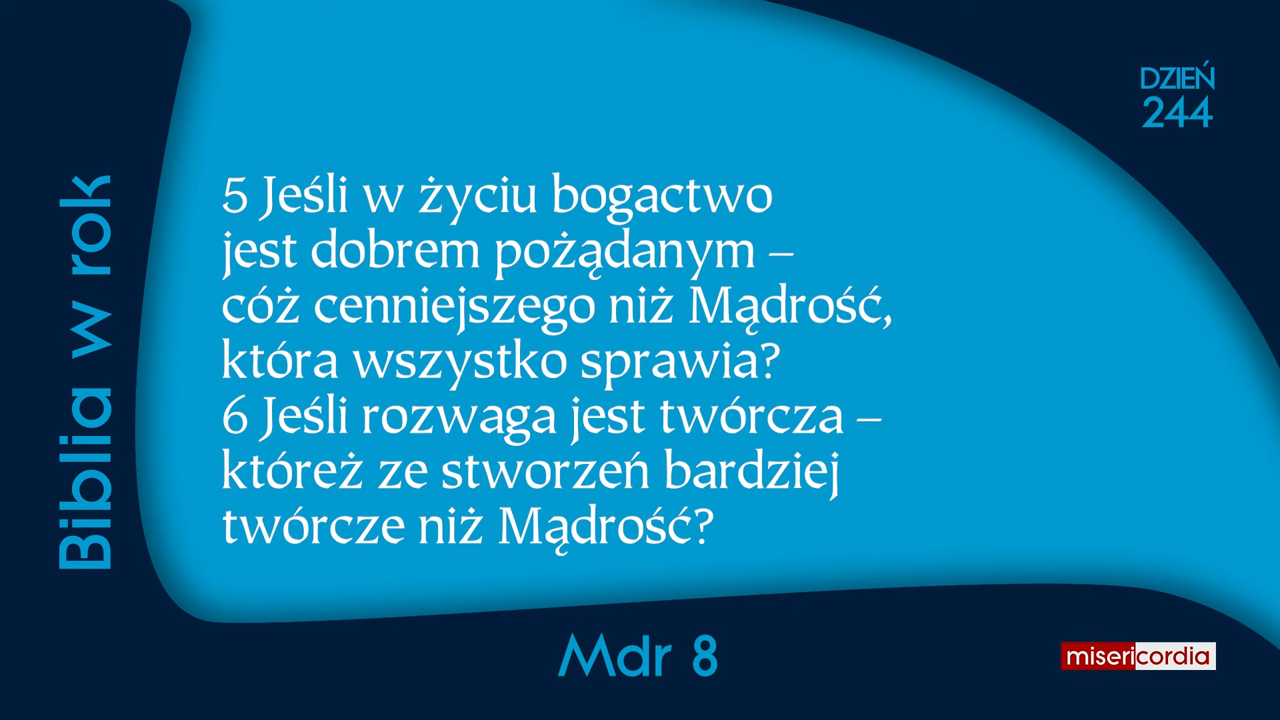 DZIEŃ
244
Biblia w rok
5 Jeśli w życiu bogactwo
jest dobrem pożądanym –
cóż cenniejszego niż Mądrość,
która wszystko sprawia?
6 Jeśli rozwaga jest twórcza –
któreż ze stworzeń bardziej
twórcze niż Mądrość?
Mdr 8
misericordia